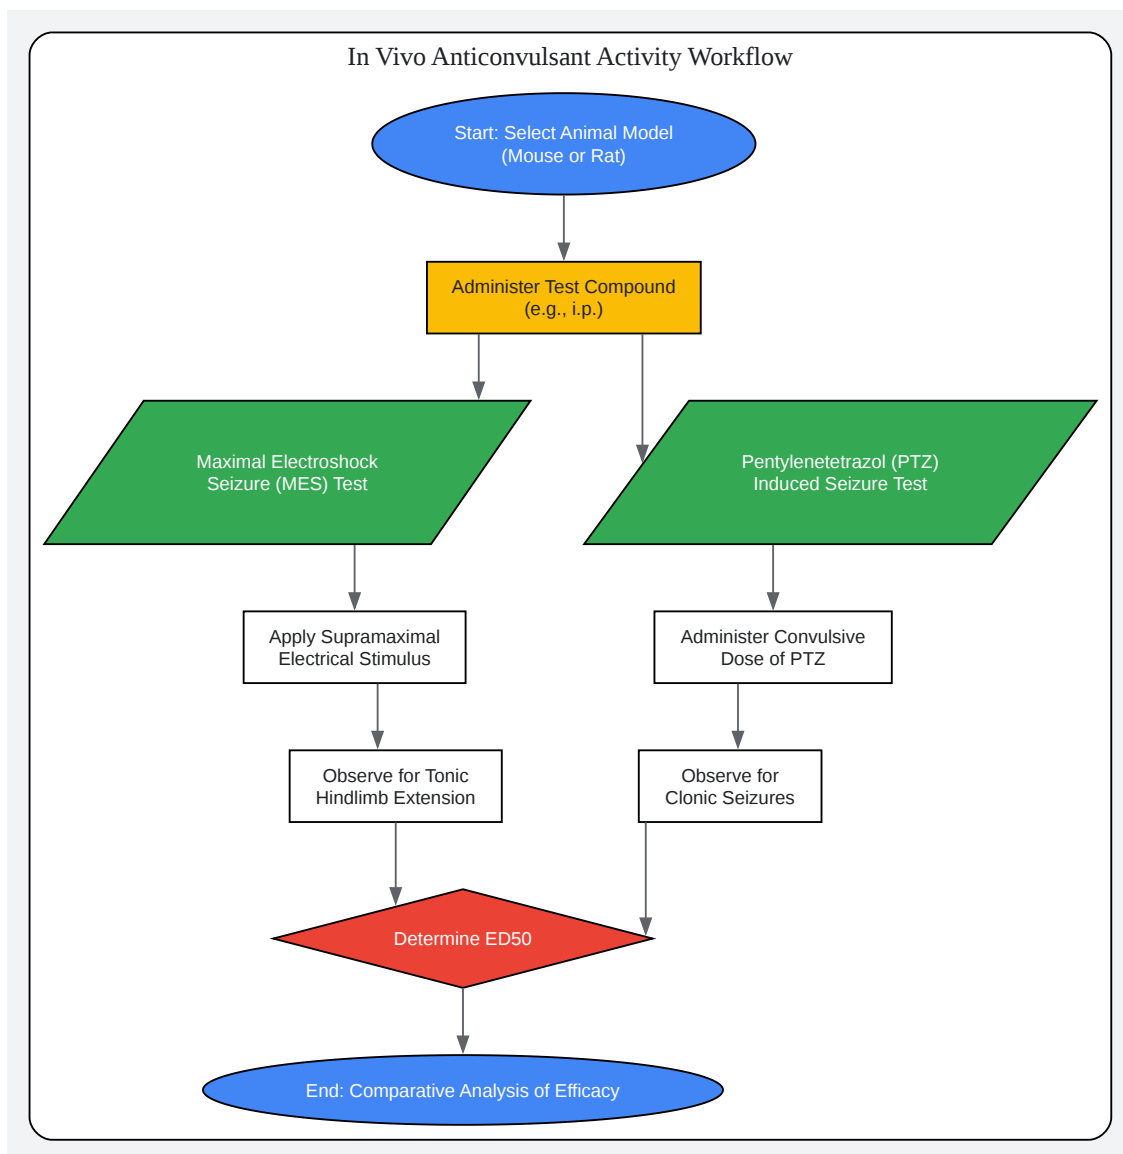 In Vivo Anticonvulsant Activity Workflow
Start: Select Animal Model
(Mouse or Rat)
Administer Test Compound
(e.g., i.p.)
Maximal Electroshock
Seizure (MES) Test
Pentylenetetrazol (PTZ)
Induced Seizure Test
Apply Supramaximal
Electrical Stimulus
Administer Convulsive
Dose of PTZ
Observe for Tonic
Hindlimb Extension
Observe for
Clonic Seizures
Determine ED50
End: Comparative Analysis of Efficacy